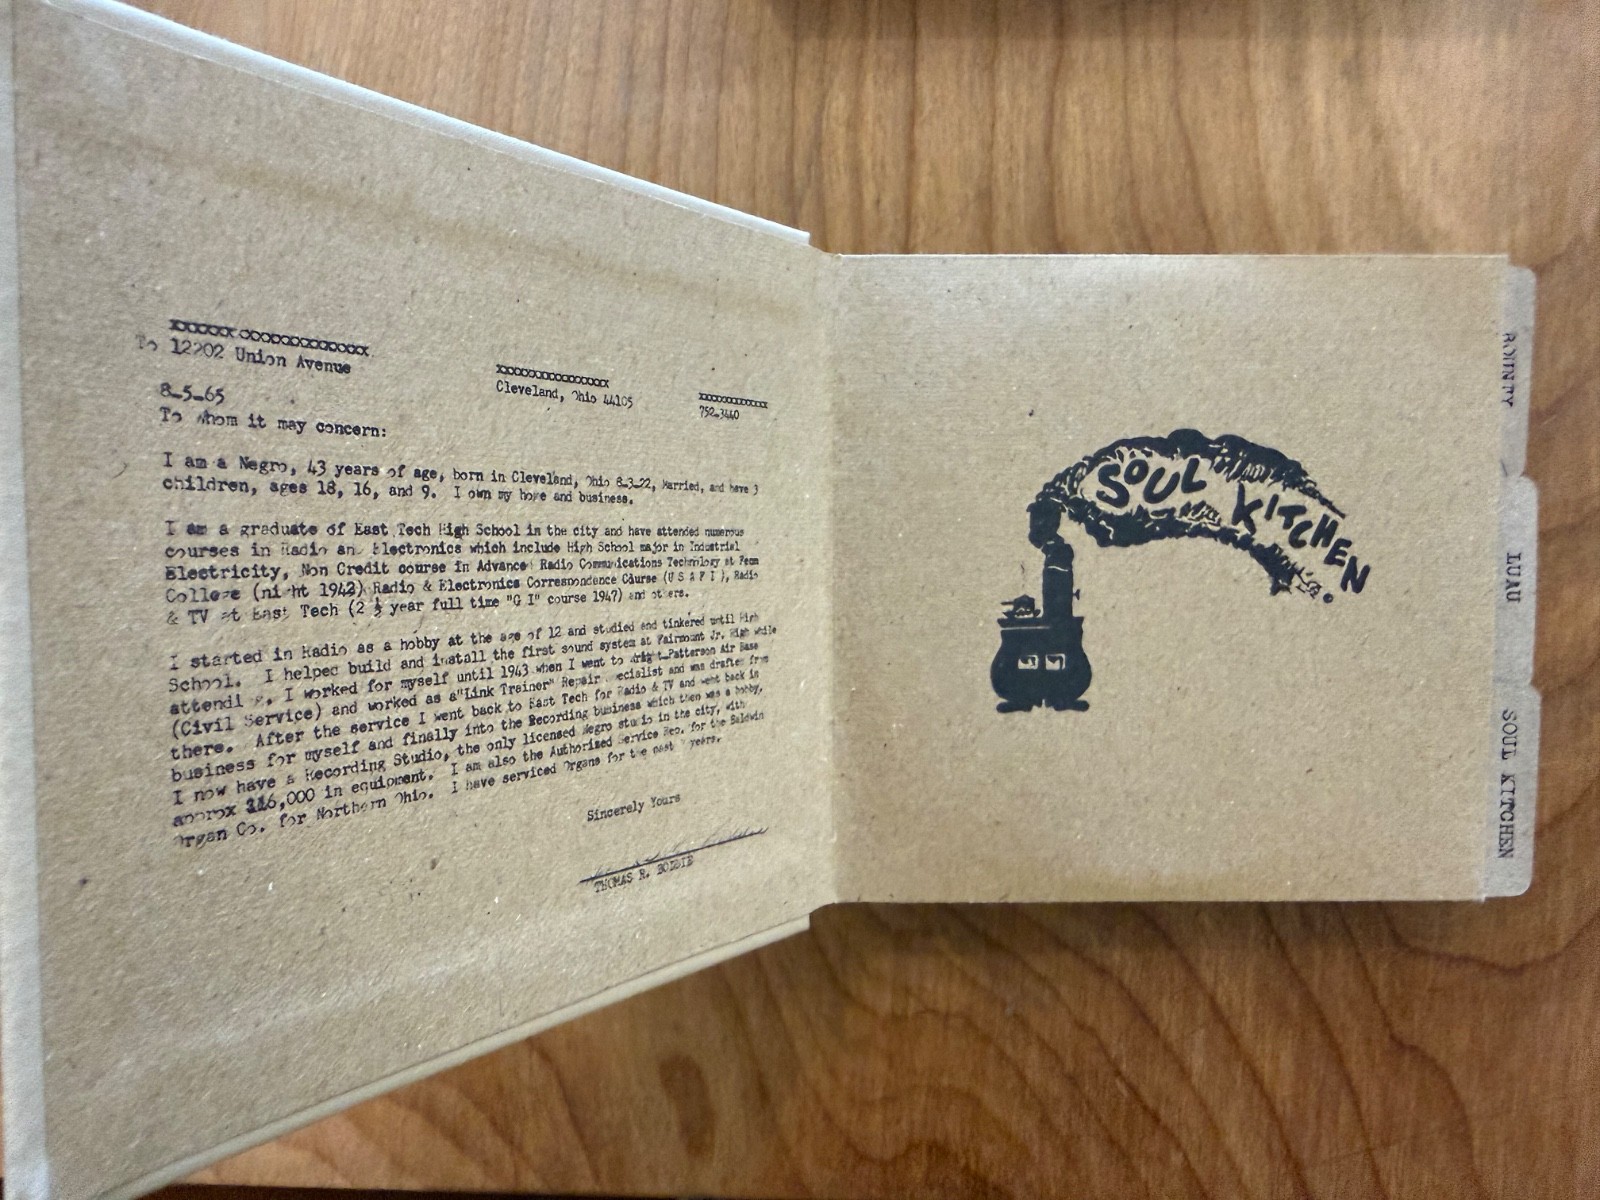 xxxxxxxxxxxxxxxxxxxxxx
To 12202 Union Avenue
xxxxxxxxxxxxxxxx
Cleveland, Ohio 44105
xxxxxxxxxxxx
752-3440
8-5-65
To whom it may concern:
I am a Negro, 43 years of age, born in Cleveland, Ohio 8-3-22, Married, and have 3
children, ages 18, 16, and 9. I own my home and business.
I am a graduate of East Tech High School in the city and have attended numerous
courses in Radio and Electronics which include High School major in Industrial
Electricity, Non Credit course in Advance Radio Communications Technology at Fenn
College (night 1942) Radio & Electronics Correspondence Course (U S A F I), Radio
& TV at East Tech (2 ½ year full time "G I" course 1947) and others.
I started in Radio as a hobby at the age of 12 and studied and tinkered until High
School. I helped build and install the first sound system at Fairmount Jr. High while
attending. I worked for myself until 1943 when I went to Wright-Patterson Air Base
(Civil Service) and worked as a "Link Trainer" Repair Specialist and was drafted from
there. After the service I went back to East Tech for Radio & TV and went back in
business for myself and finally into the Recording business which then was a hobby.
I now have a Recording Studio, the only licensed Negro studio in the city, with
approx 000 in equipment. I am also the Authorized Service Rep. for the Baldwin
Organ Co. for Northern Ohio. I have serviced Organs for the past years.
Sincerely Yours
THOMAS R. BODDIE
SOUL KITCHEN
LUAU
SOUL KITCHEN